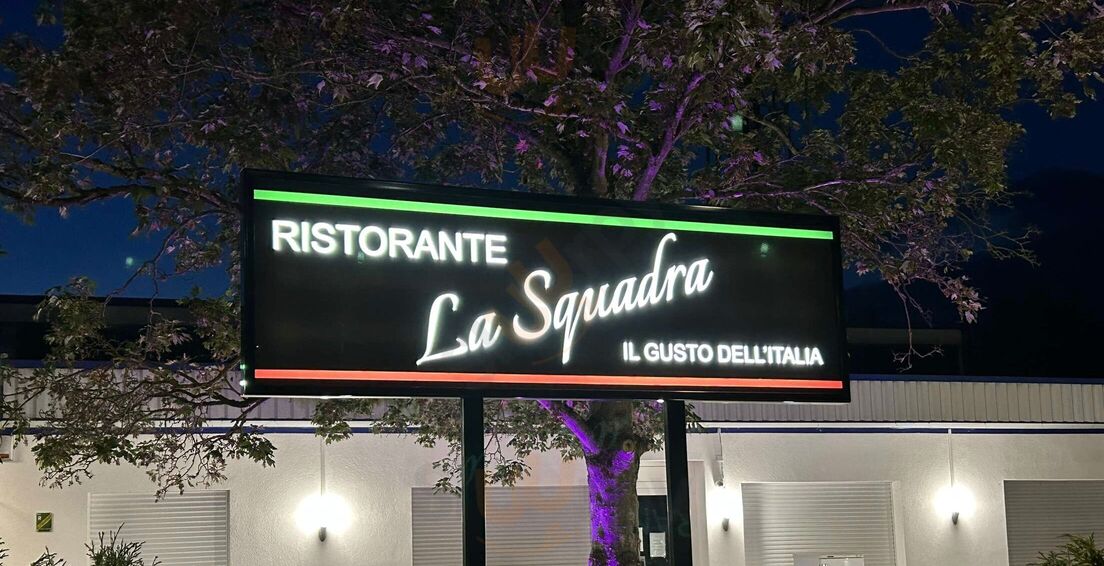 RISTORANTE
La Squadra
IL GUSTO DELL'ITALIA